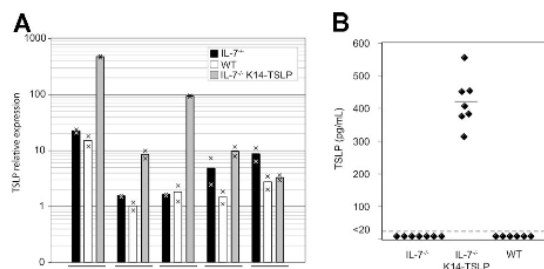 A
TSLP relative expression
1000
100
10
1
0
IL-7-/-
WT
IL-7-/- K14-TSLP
B
TSLP (pg/mL)
600
500
400
300
200
100
<20
IL-7-/-
IL-7-/-
K14-TSLP
WT